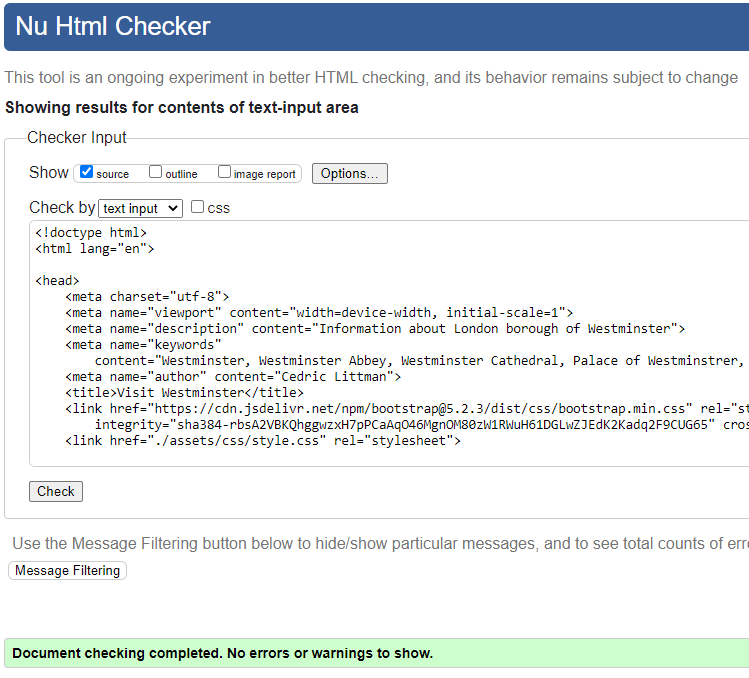 Nu Html Checker
This tool is an ongoing experiment in better HTML checking, and its behavior remains subject to change
Showing results for contents of text-input area
Checker Input
Show source outline image report Options...
Check by text input css
<!doctype html>
<html lang="en">
<head>
<meta charset="utf-8">
<meta name="viewport" content="width=device-width, initial-scale=1">
<meta name="description" content="Information about London borough of Westminster">
<meta name="keywords"
content="Westminster, Westminster Abbey, Westminster Cathedral, Palace of Westminstrer,
<meta name="author" content="Cedric Littman">
<title>Visit Westminster</title>
<link href="https://cdn.jsdelivr.net/npm/bootstrap@5.2.3/dist/css/bootstrap.min.css" rel="st
integrity="sha384-rbsA2VBKQhggwzxH7pPCaAqO46MgnOM80zW1RWuH61DGLwZJEdK2Kadq2F9CUG65" cros
<link href="./assets/css/style.css" rel="stylesheet">
Check
Use the Message Filtering button below to hide/show particular messages, and to see total counts of erro
Message Filtering
Document checking completed. No errors or warnings to show.